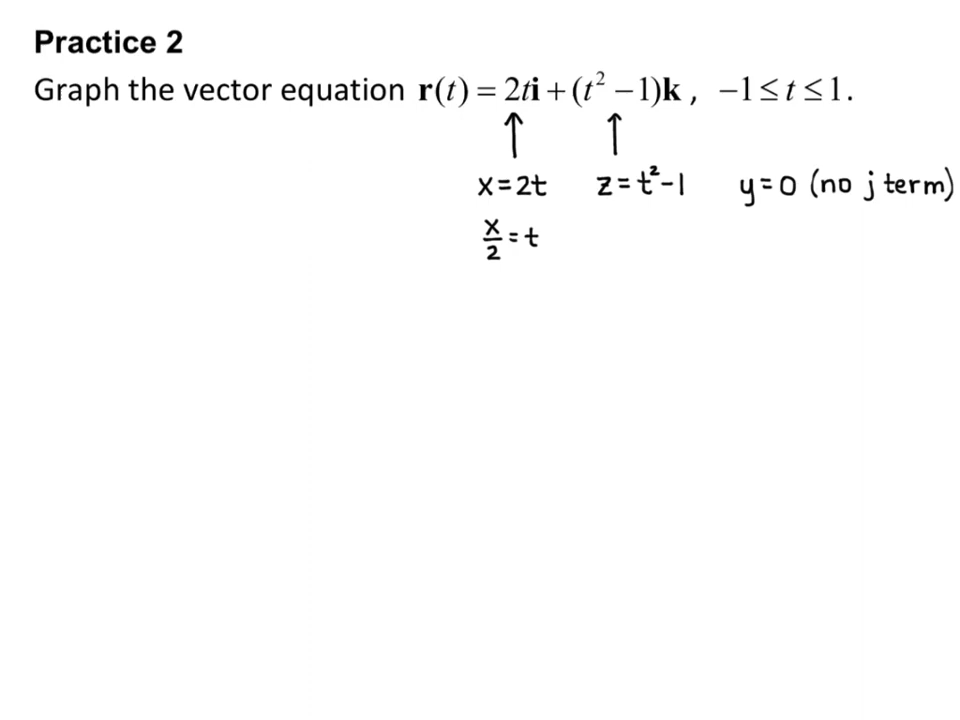 Practice 2
Graph the vector equation r(t) = 2ti + (t² − 1)k , −1 ≤ t ≤ 1.
x = 2t z = t² − 1 y = 0 (no j term)
x/2 = t